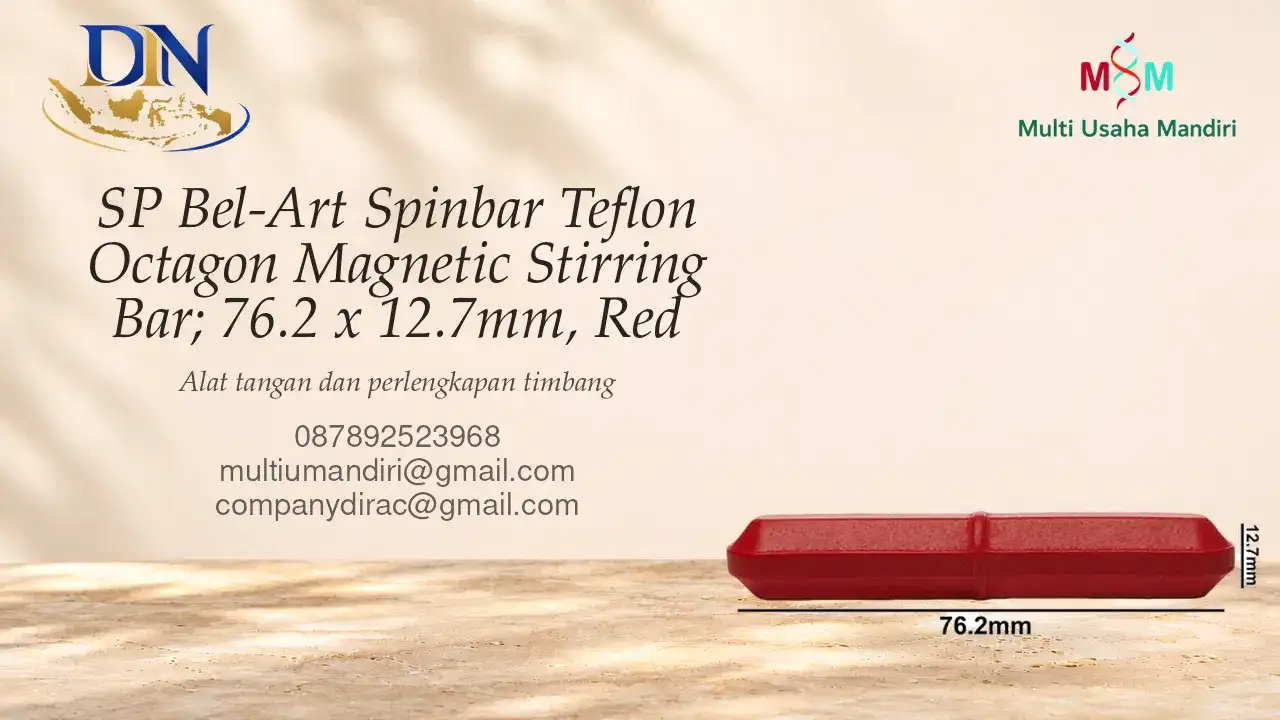 DIN
MSM
Multi Usaha Mandiri
SP Bel-Art Spinbar Teflon
Octagon Magnetic Stirring
Bar; 76.2 x 12.7mm, Red
Alat tangan dan perlengkapan timbang
087892523968
multiumandiri@gmail.com
companydirac@gmail.com
12.7mm
76.2mm